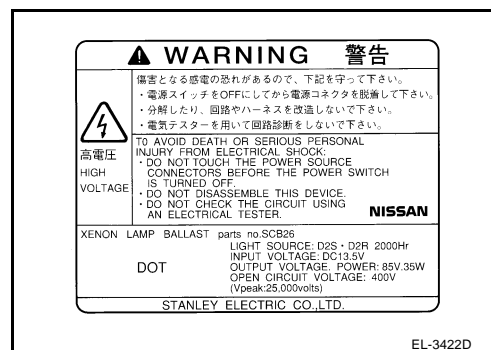 WARNING 警告
傷害となる感電の恐れがあるので、下記を守って下さい。
・電源スイッチをOFFにしてから電源コネクタを脱着して下さい。
・分解したり、回路やハーネスを改造しないで下さい。
・電気テスターを用いて回路診断をしないで下さい。
高電圧
HIGH
VOLTAGE
TO AVOID DEATH OR SERIOUS PERSONAL
INJURY FROM ELECTRICAL SHOCK:
・DO NOT TOUCH THE POWER SOURCE
CONNECTORS BEFORE THE POWER SWITCH
IS TURNED OFF.
・DO NOT DISASSEMBLE THIS DEVICE.
・DO NOT CHECK THE CIRCUIT USING
AN ELECTRICAL TESTER.
NISSAN
XENON LAMP BALLAST parts no.SCB26
LIGHT SOURCE: D2S・D2R 2000Hr
INPUT VOLTAGE: DC13.5V
DOT
OUTPUT VOLTAGE. POWER: 85V.35W
OPEN CIRCUIT VOLTAGE: 400V
(Vpeak:25,000volts)
STANLEY ELECTRIC CO.,LTD.
EL-3422D